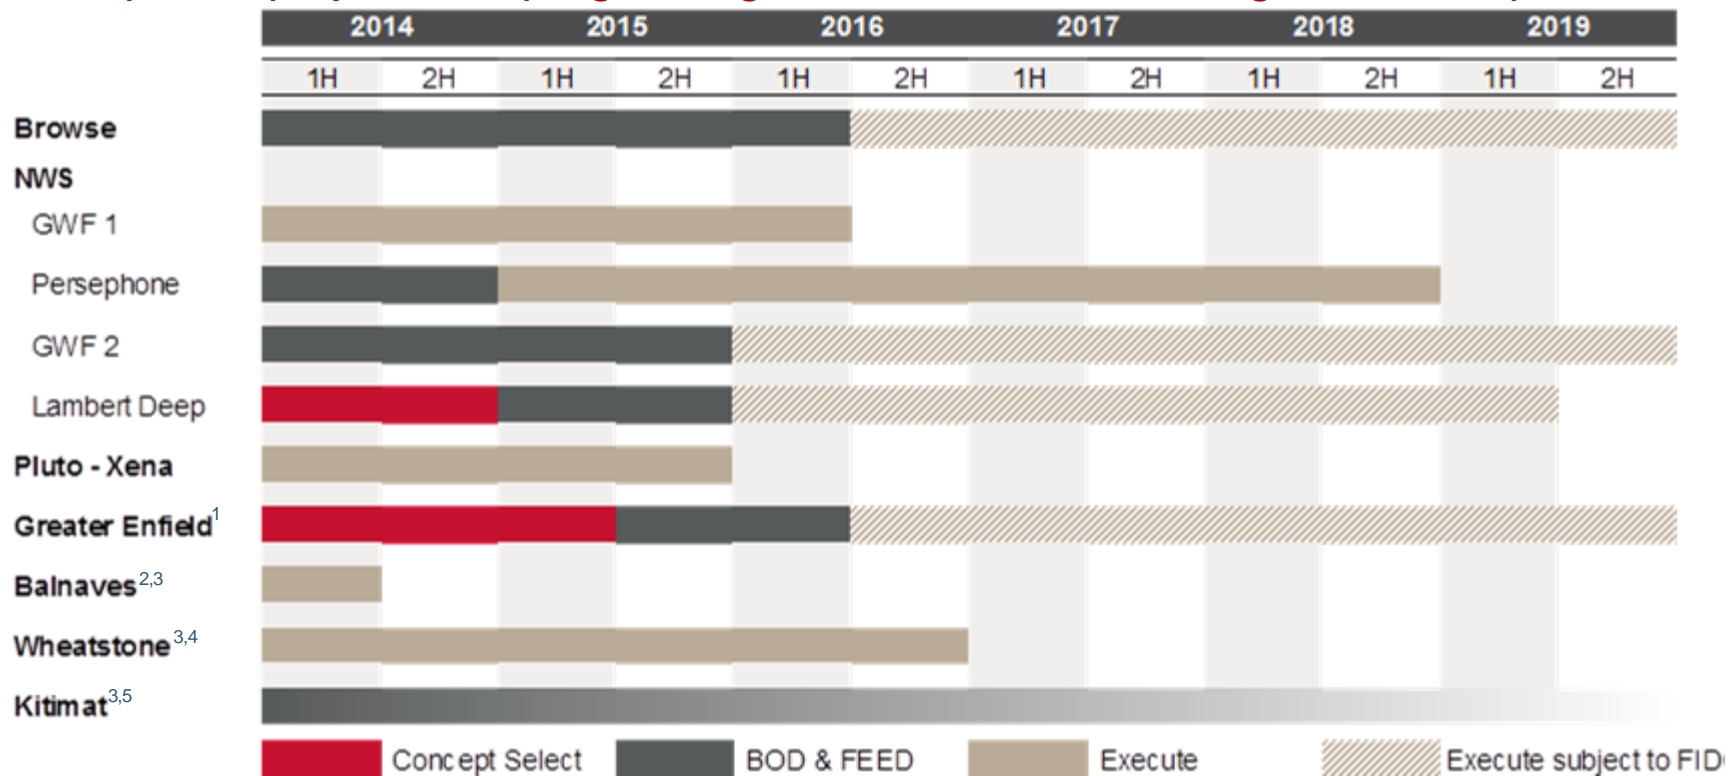 2014 2015 2016 2017 2018 2019
1H 2H 1H 2H 1H 2H 1H 2H 1H 2H 1H 2H
Browse
NWS
GWF 1
Persephone
GWF 2
Lambert Deep
Pluto - Xena
Greater Enfield1
Balnaves2,3
Wheatstone3,4
Kitimat3,5
Concept Select BOD & FEED Execute Execute subject to FID